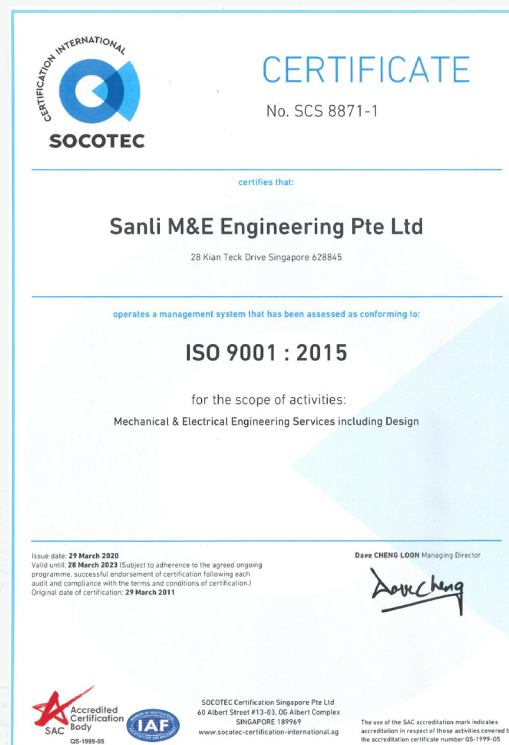 CERTIFICATION INTERNATIONAL
SOCOTEC
CERTIFICATE
No. SCS 8871-1
certifies that:
Sanli M&E Engineering Pte Ltd
28 Kian Teck Drive Singapore 628845
operates a management system that has been assessed as conforming to:
ISO 9001 : 2015
for the scope of activities:
Mechanical & Electrical Engineering Services including Design
Issue date: 29 March 2020
Valid until: 28 March 2023 (Subject to adherence to the agreed ongoing
programme, successful endorsement of certification following each
audit and compliance with the terms and conditions of certification.)
Original date of certification: 29 March 2011
Dave CHENG LOON Managing Director
Dave Cheng
SAC
Accredited
Certification
Body
QS-1999-05
IAF
SOCOTEC Certification Singapore Pte Ltd
60 Albert Street #13-03, OG Albert Complex
SINGAPORE 189969
www.socotec-certification-international.sg
The use of the SAC accreditation mark indicates
accreditation in respect of those activities covered b
the accreditation certificate number QS-1999-05